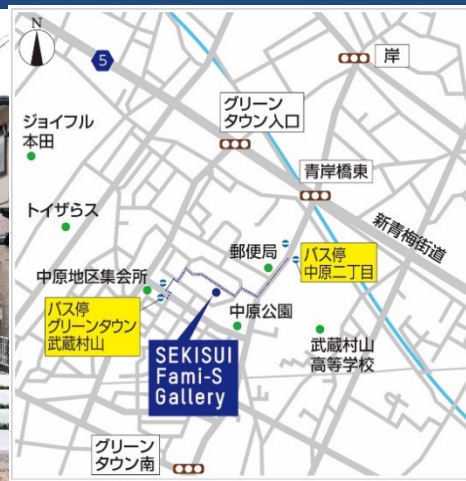 N
5
岸
グリーン
タウン入口
ジョイフル
本田
青岸橋東
トイザらス
新青梅街道
郵便局
バス停
中原二丁目
中原地区集会所
バス停
グリーンタウン
武蔵村山
中原公園
武蔵村山
高等学校
SEKISUI
Fami-S
Gallery
グリーン
タウン南